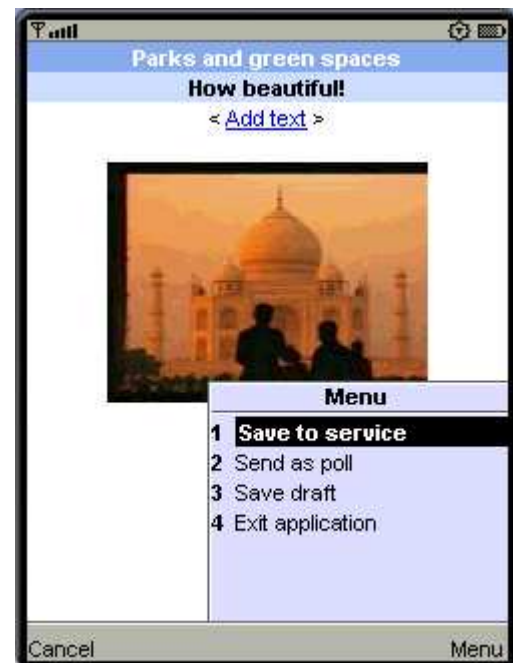 Parks and green spaces
How beautiful!
< Add text >
Menu
1 Save to service
2 Send as poll
3 Save draft
4 Exit application
Cancel Menu